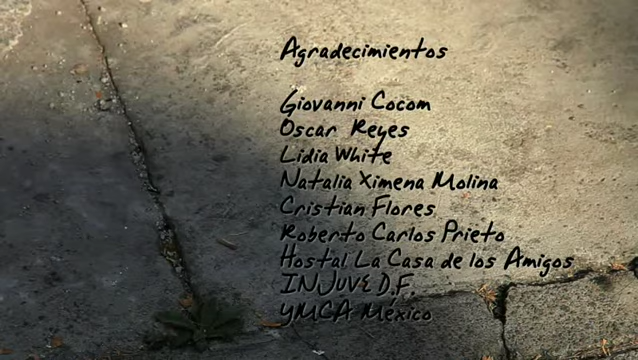 Agradecimientos
Giovanni Cocom
Oscar Reyes
Lidia White
Natalia Ximena Molina
Cristian Flores
Roberto Carlos Prieto
Hostal La Casa de los Amigos
INJUVE D.F.
YMCA México